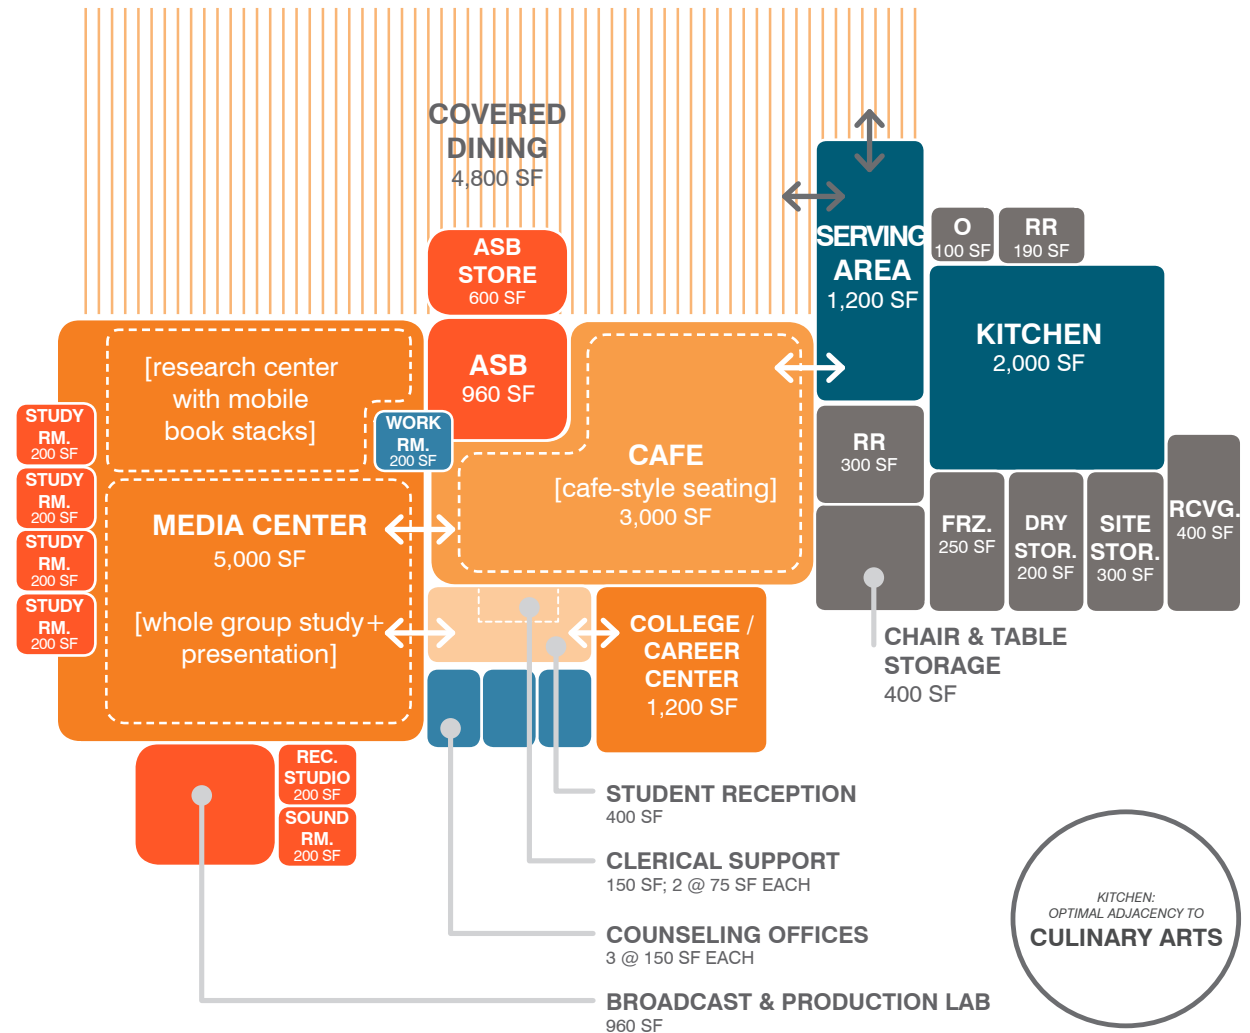 COVERED
DINING
4,800 SF
ASB
STORE
600 SF
SERVING
AREA
1,200 SF
O
100 SF
RR
190 SF
KITCHEN
2,000 SF
[research center
with mobile
book stacks]
ASB
960 SF
WORK
RM.
200 SF
STUDY
RM.
200 SF
STUDY
RM.
200 SF
STUDY
RM.
200 SF
STUDY
RM.
200 SF
MEDIA CENTER
5,000 SF
[whole group study+
presentation]
CAFE
[cafe-style seating]
3,000 SF
RR
300 SF
FRZ.
250 SF
DRY
STOR.
200 SF
SITE
STOR.
300 SF
RCVG.
400 SF
CHAIR & TABLE
STORAGE
400 SF
COLLEGE /
CAREER
CENTER
1,200 SF
REC.
STUDIO
200 SF
SOUND
RM.
200 SF
STUDENT RECEPTION
400 SF
CLERICAL SUPPORT
150 SF; 2 @ 75 SF EACH
COUNSELING OFFICES
3 @ 150 SF EACH
BROADCAST & PRODUCTION LAB
960 SF
KITCHEN:
OPTIMAL ADJACENCY TO
CULINARY ARTS